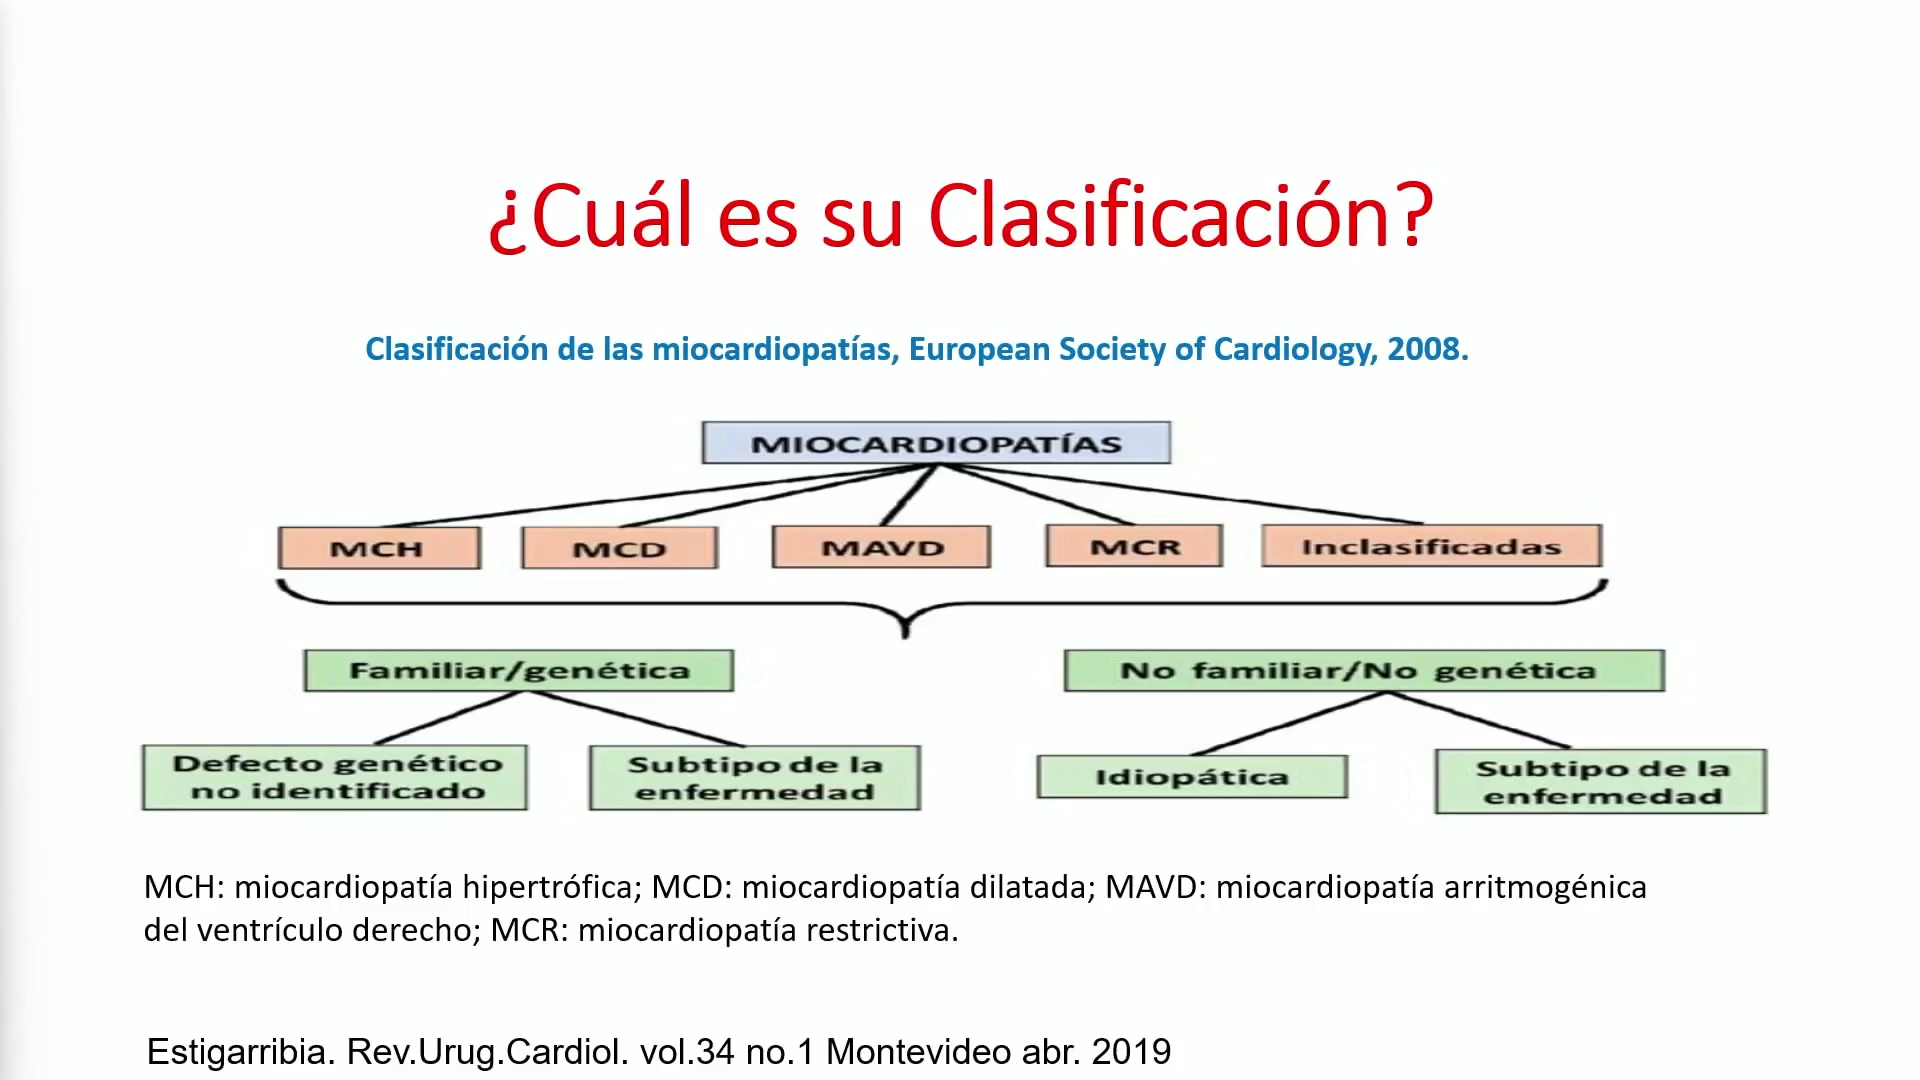 ¿Cuál es su Clasificación?
Clasificación de las miocardiopatías, European Society of Cardiology, 2008.
MIOCARDIOPATÍAS
MCH
MCD
MAVD
MCR
Inclasificadas
Familiar/genética
No familiar/No genética
Defecto genético
no identificado
Subtipo de la
enfermedad
Idiopática
Subtipo de la
enfermedad
MCH: miocardiopatía hipertrófica; MCD: miocardiopatía dilatada; MAVD: miocardiopatía arritmogénica
del ventrículo derecho; MCR: miocardiopatía restrictiva.
Estigarribia. Rev.Urug.Cardiol. vol.34 no.1 Montevideo abr. 2019